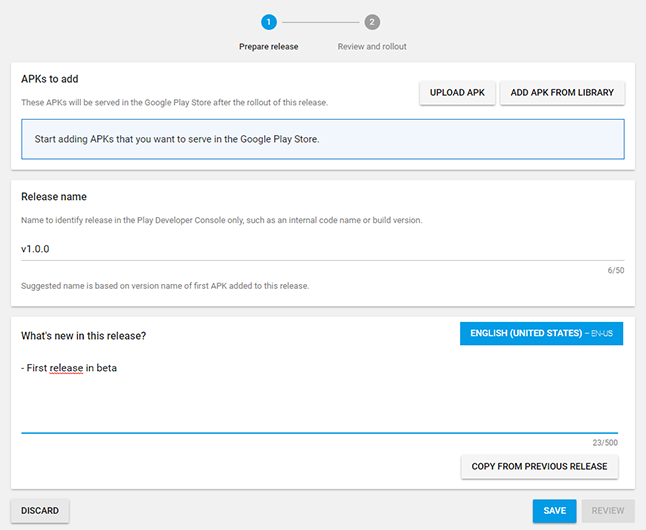 1 2
Prepare release Review and rollout
APKs to add
UPLOAD APK ADD APK FROM LIBRARY
These APKs will be served in the Google Play Store after the rollout of this release.
Start adding APKs that you want to serve in the Google Play Store.
Release name
Name to identify release in the Play Developer Console only, such as an internal code name or build version.
v1.0.0
6/50
Suggested name is based on version name of first APK added to this release.
What's new in this release? ENGLISH (UNITED STATES) – EN-US
- First release in beta
23/500
COPY FROM PREVIOUS RELEASE
DISCARD SAVE REVIEW